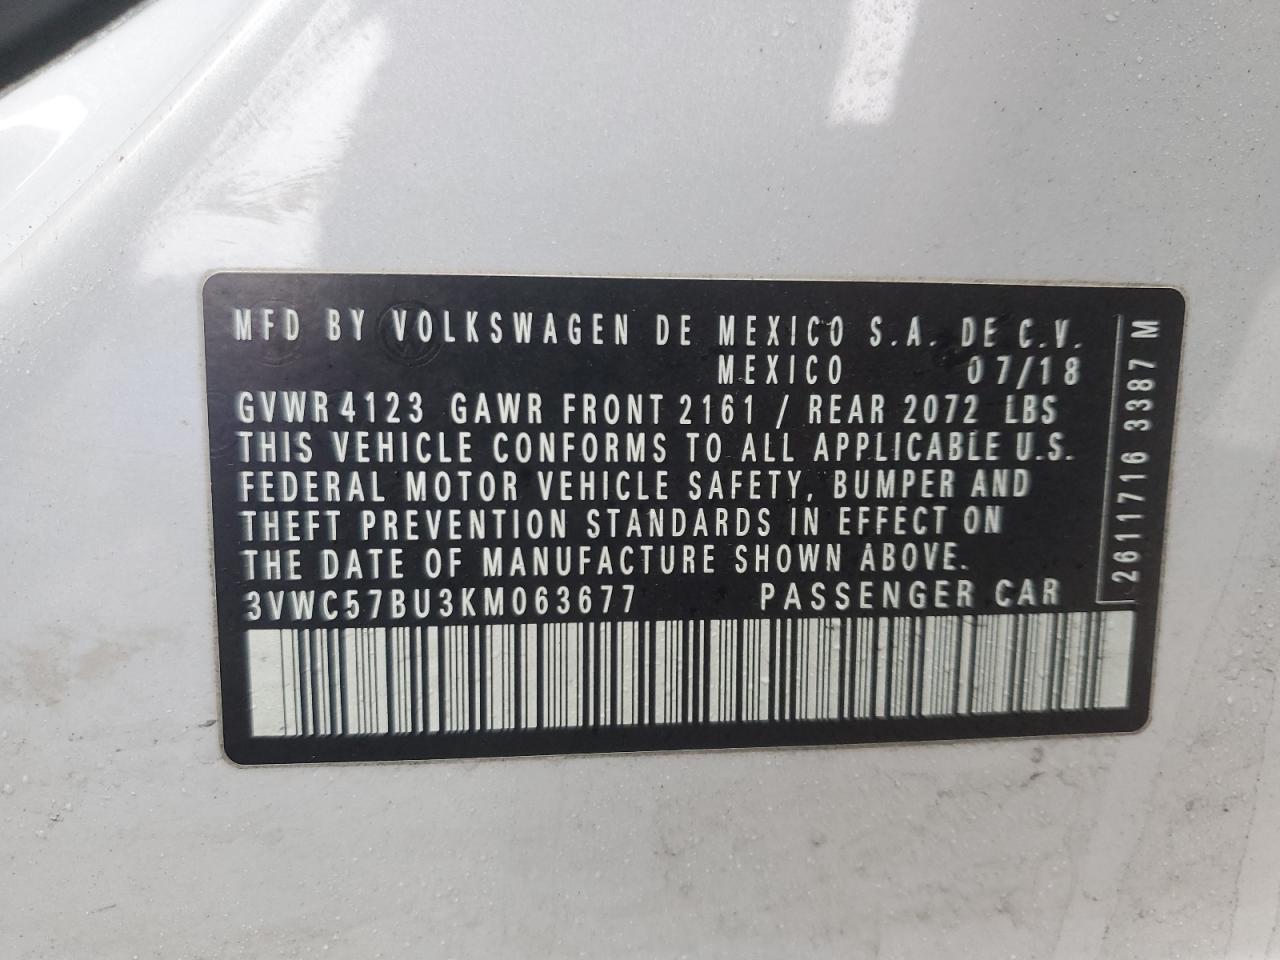 MFD BY VOLKSWAGEN DE MEXICO S.A. DE C.V.
MEXICO 07/18
GVWR 4123 GAWR FRONT 2161 / REAR 2072 LBS
THIS VEHICLE CONFORMS TO ALL APPLICABLE U.S.
FEDERAL MOTOR VEHICLE SAFETY, BUMPER AND
THEFT PREVENTION STANDARDS IN EFFECT ON
THE DATE OF MANUFACTURE SHOWN ABOVE.
3VWC57BU3KM063677 PASSENGER CAR
2611716 3387 M